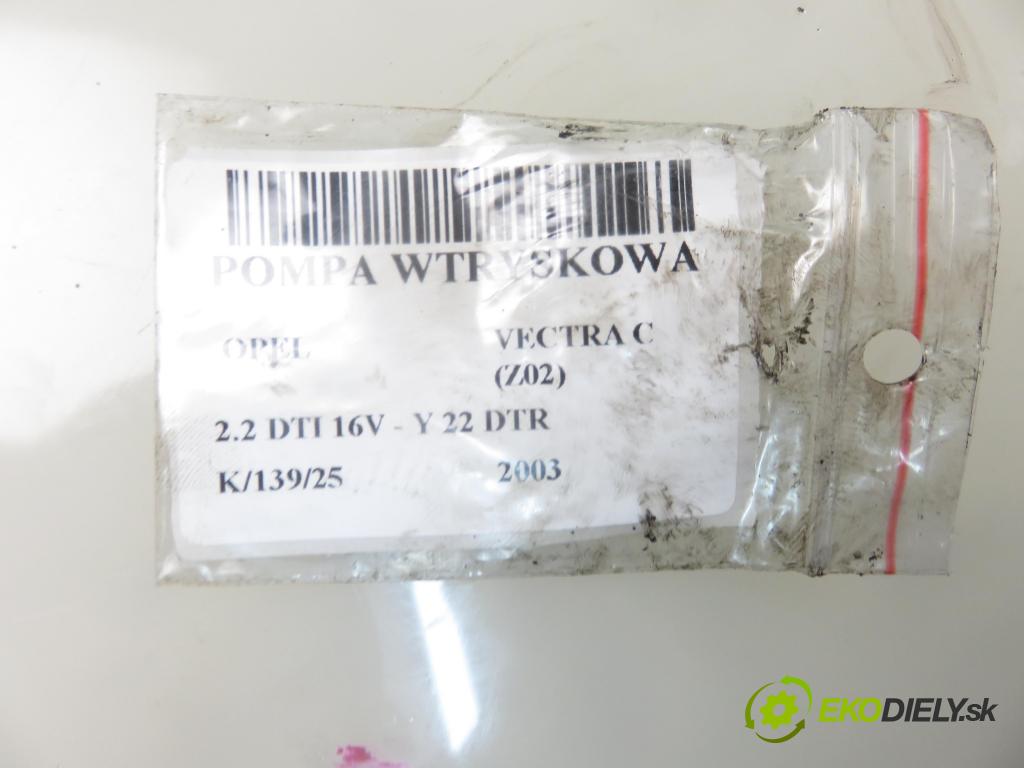 POMPA WTRYSKOWA
OPEL VECTRA C
(Z02)
2.2 DTI 16V - Y 22 DTR
K/139/25 2003
EKODIELY.sk